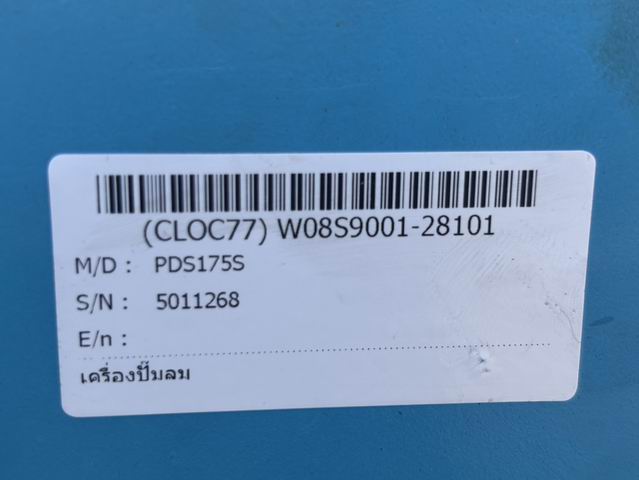 (CLOC77) W08S9001-28101
M/D : PDS175S
S/N : 5011268
E/n :
เครื่องปั๊มลม